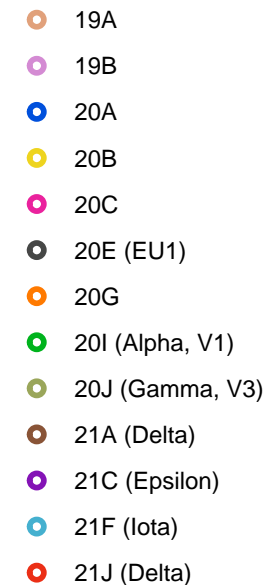 19A
19B
20A
20B
20C
20E (EU1)
20G
20I (Alpha, V1)
20J (Gamma, V3)
21A (Delta)
21C (Epsilon)
21F (Iota)
21J (Delta)